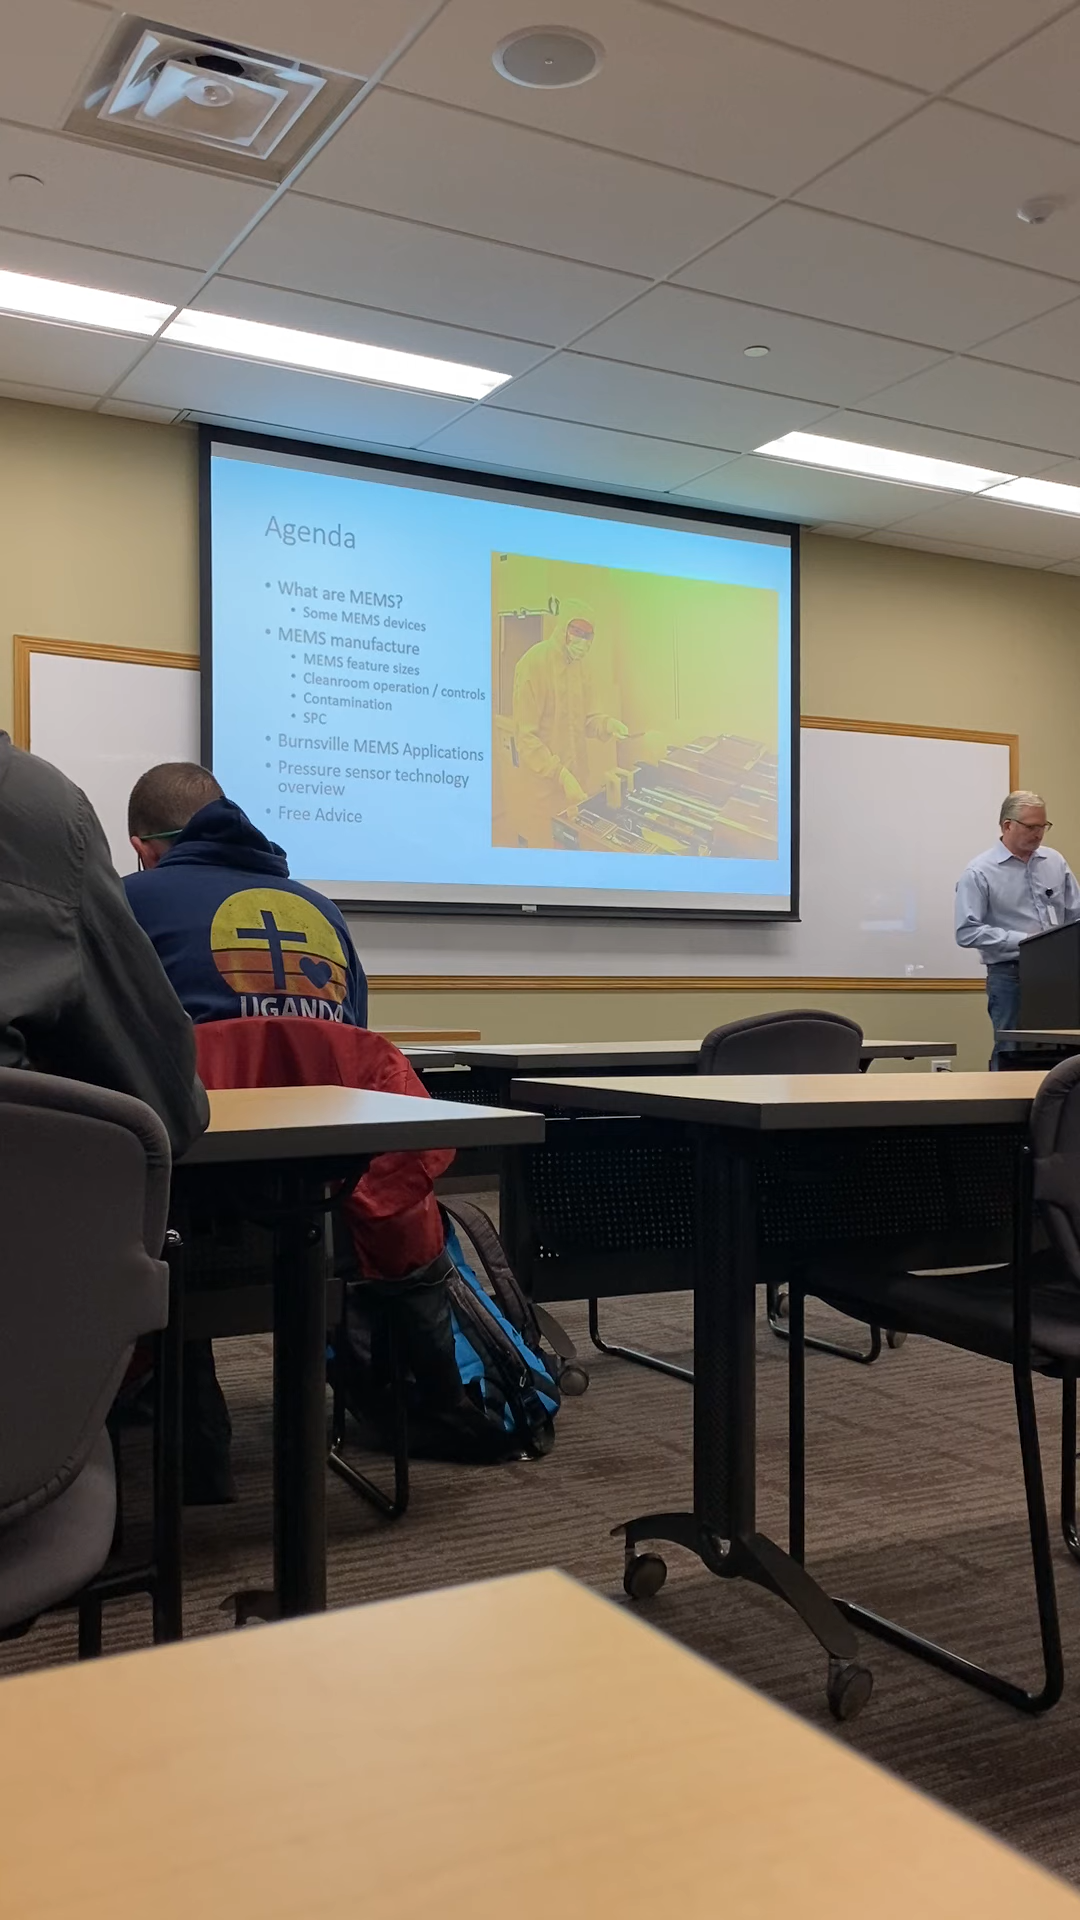 Agenda
• What are MEMS?
• Some MEMS devices
• MEMS manufacture
• MEMS feature sizes
• Cleanroom operation / controls
• Contamination
• SPC
• Burnsville MEMS Applications
• Pressure sensor technology
overview
• Free Advice
UGANDA